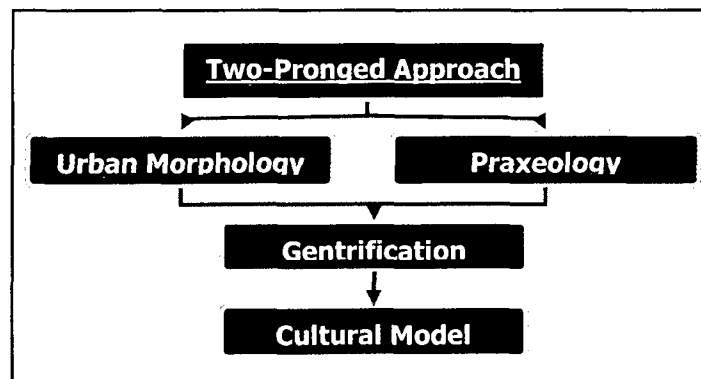 Two-Pronged Approach
Urban Morphology
Praxeology
Gentrification
Cultural Model